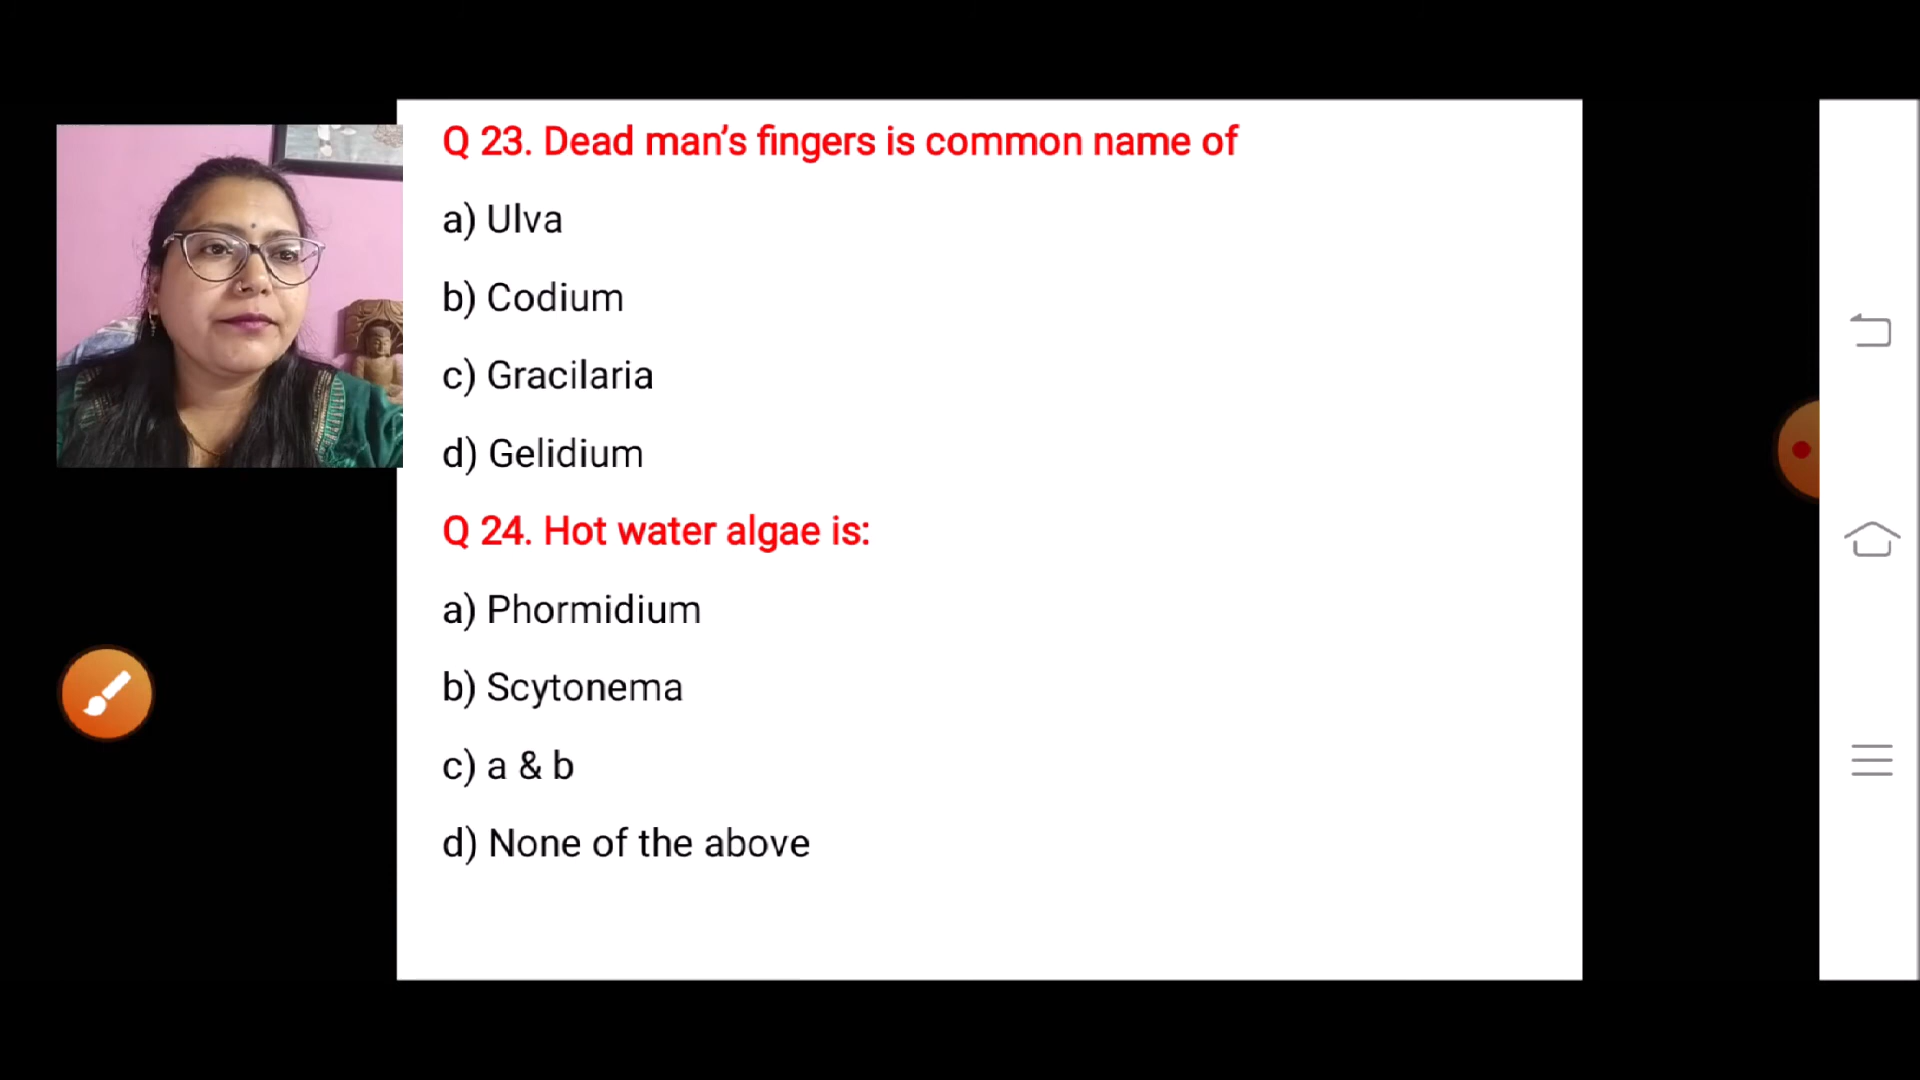 Q 23. Dead man’s fingers is common name of
a) Ulva
b) Codium
c) Gracilaria
d) Gelidium
Q 24. Hot water algae is:
a) Phormidium
b) Scytonema
c) a & b
d) None of the above